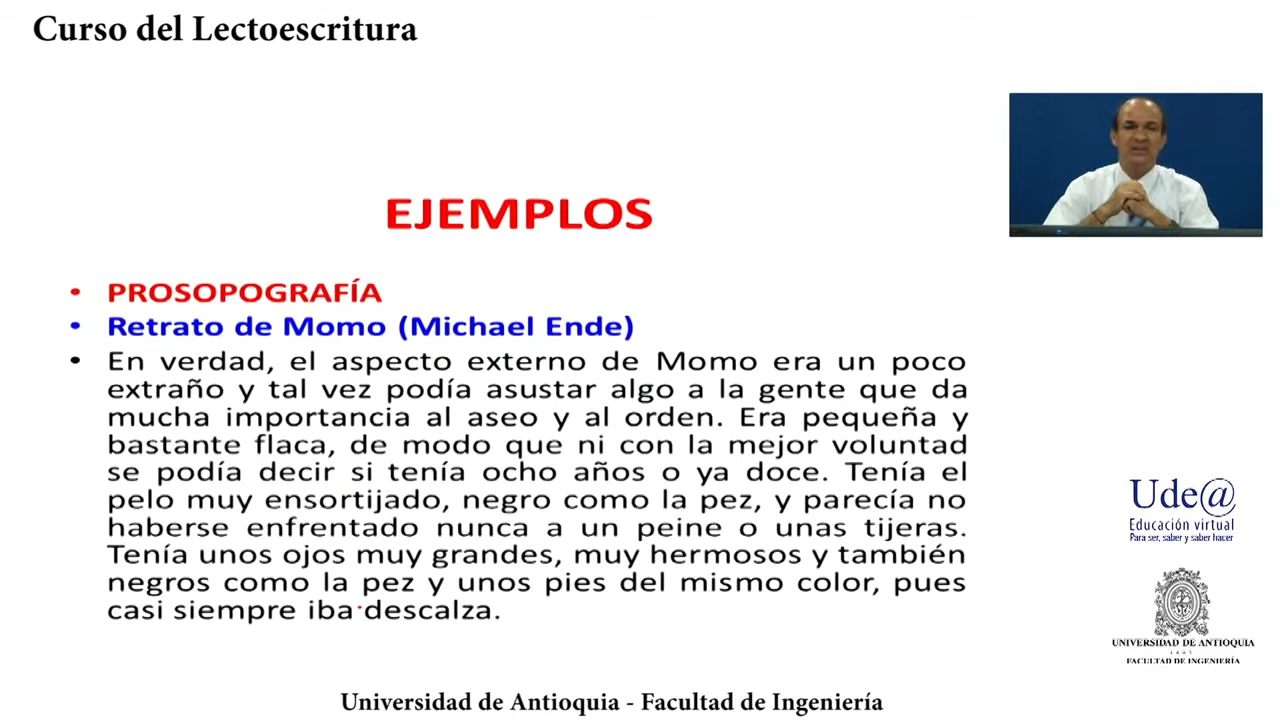 Curso del Lectoescritura
EJEMPLOS
• PROSOPOGRAFÍA
• Retrato de Momo (Michael Ende)
• En verdad, el aspecto externo de Momo era un poco
extraño y tal vez podía asustar algo a la gente que da
mucha importancia al aseo y al orden. Era pequeña y
bastante flaca, de modo que ni con la mejor voluntad
se podía decir si tenía ocho años o ya doce. Tenía el
pelo muy ensortijado, negro como la pez, y parecía no
haberse enfrentado nunca a un peine o unas tijeras.
Tenía unos ojos muy grandes, muy hermosos y también
negros como la pez y unos pies del mismo color, pues
casi siempre iba descalza.
Ude@
Educación virtual
Para ser, saber y saber hacer
UNIVERSIDAD DE ANTIOQUIA
1803
FACULTAD DE INGENIERÍA
Universidad de Antioquia - Facultad de Ingeniería